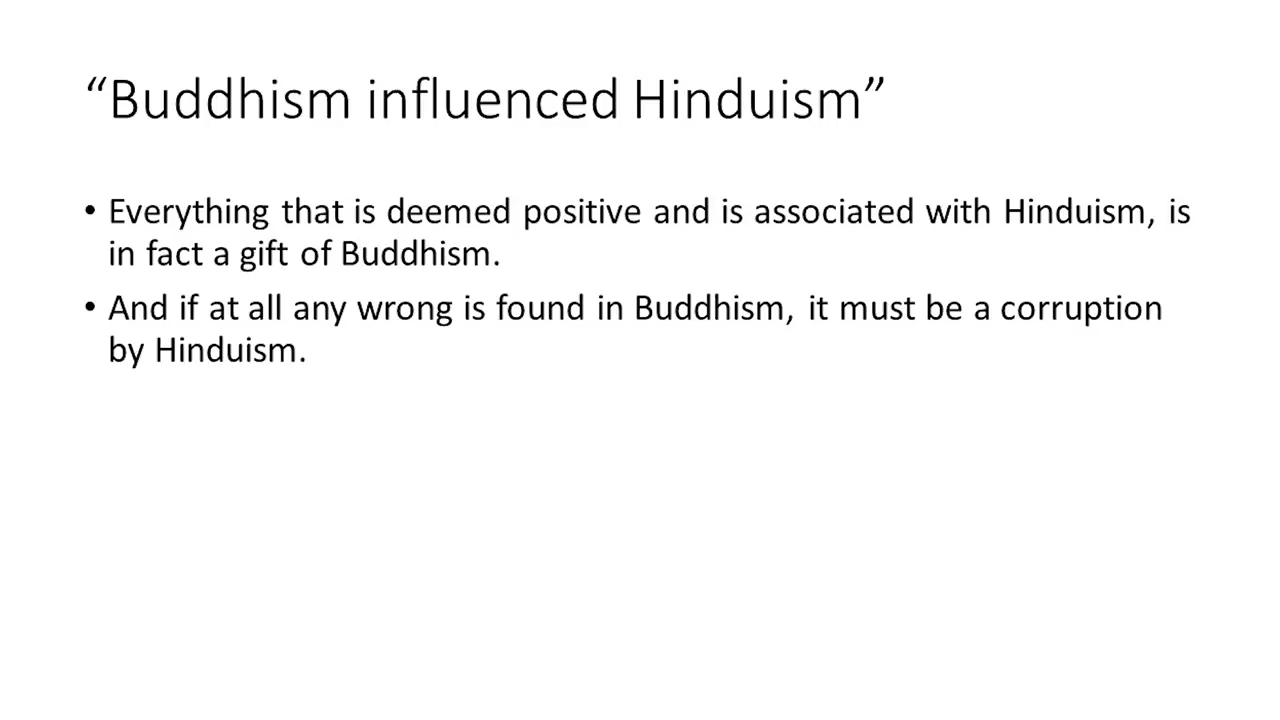 “Buddhism influenced Hinduism”
• Everything that is deemed positive and is associated with Hinduism, is
in fact a gift of Buddhism.
• And if at all any wrong is found in Buddhism, it must be a corruption
by Hinduism.